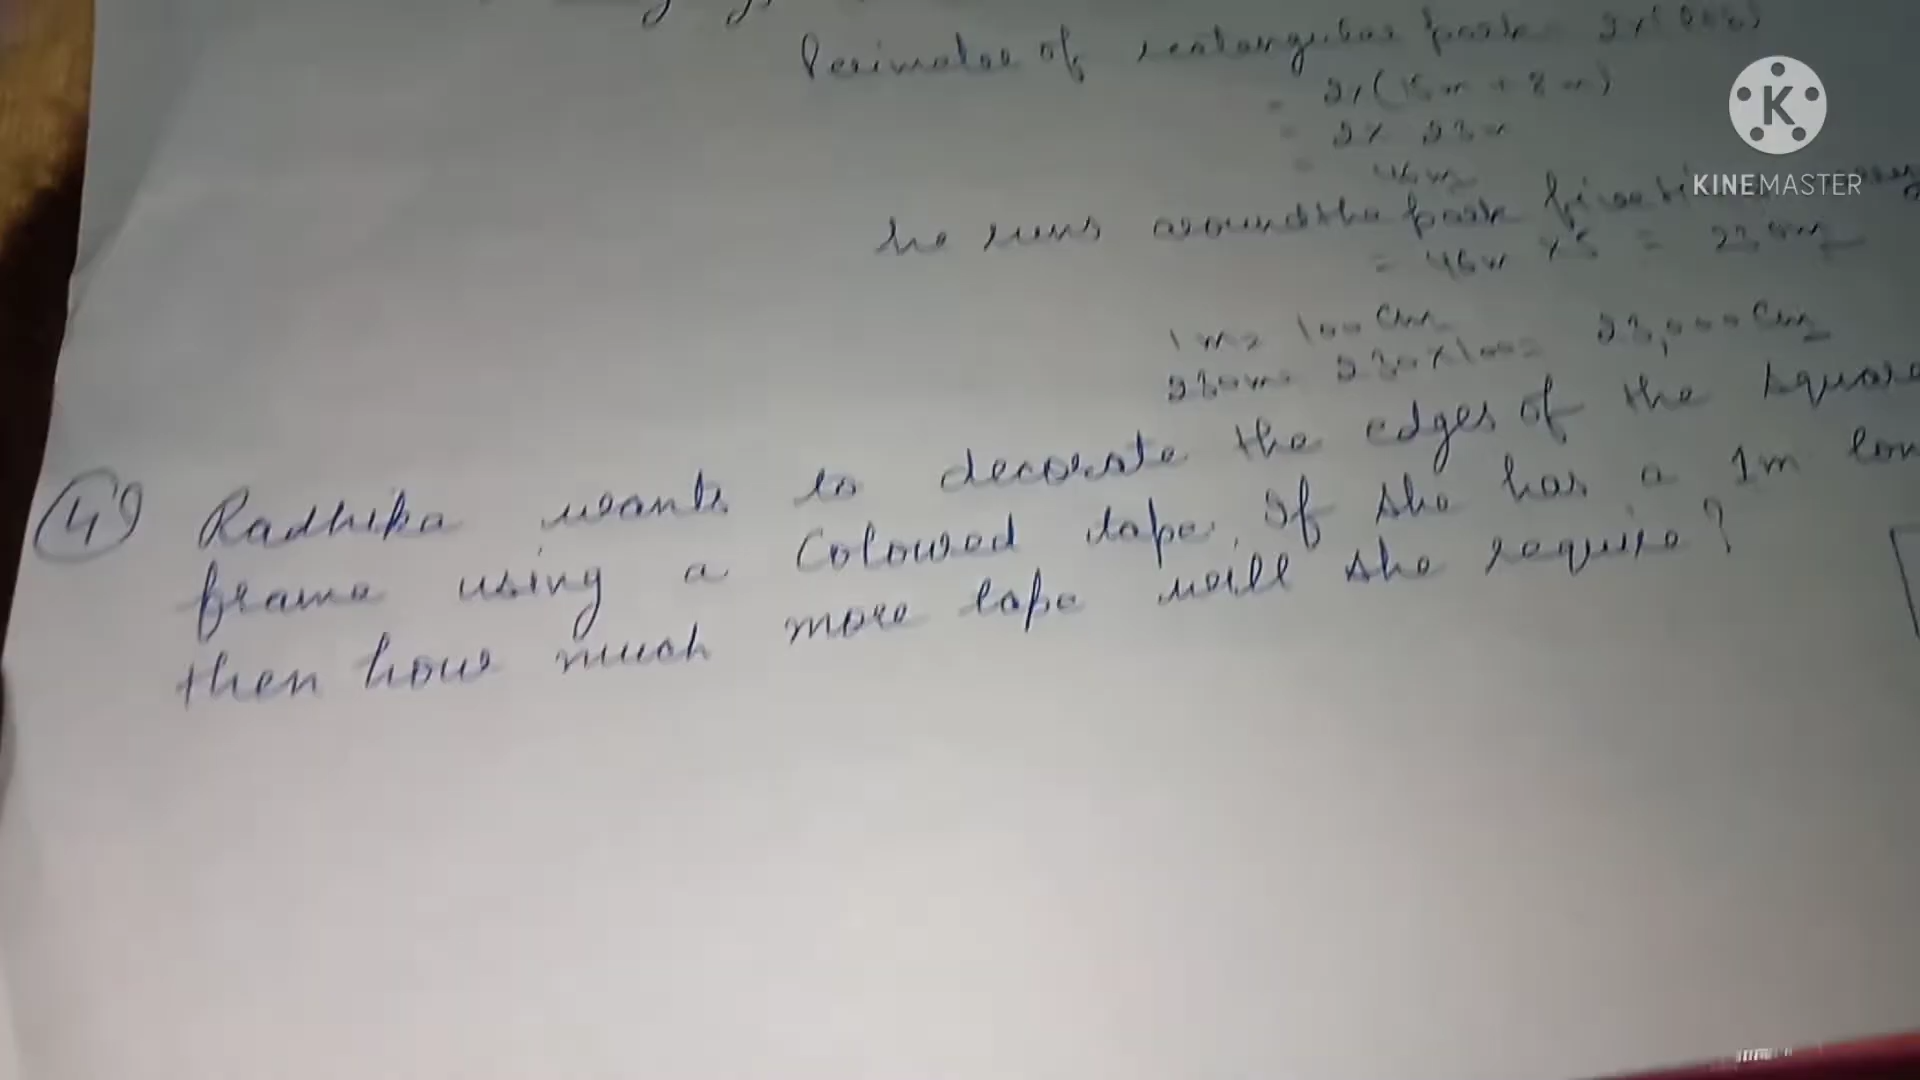 Perimeter of rectangular park = 2×(l+b)
= 2×(15m + 8m)
= 2× 23m
= 46m
he runs around the park five times
= 46m × 5 = 230m
1m = 100 cm
230m = 230×100 = 23,000 cm
4) Radhika wants to decorate the edges of the square
frame using a coloured tape. If she has a 1m
then how much more tape will she require?
K
KINEMASTER